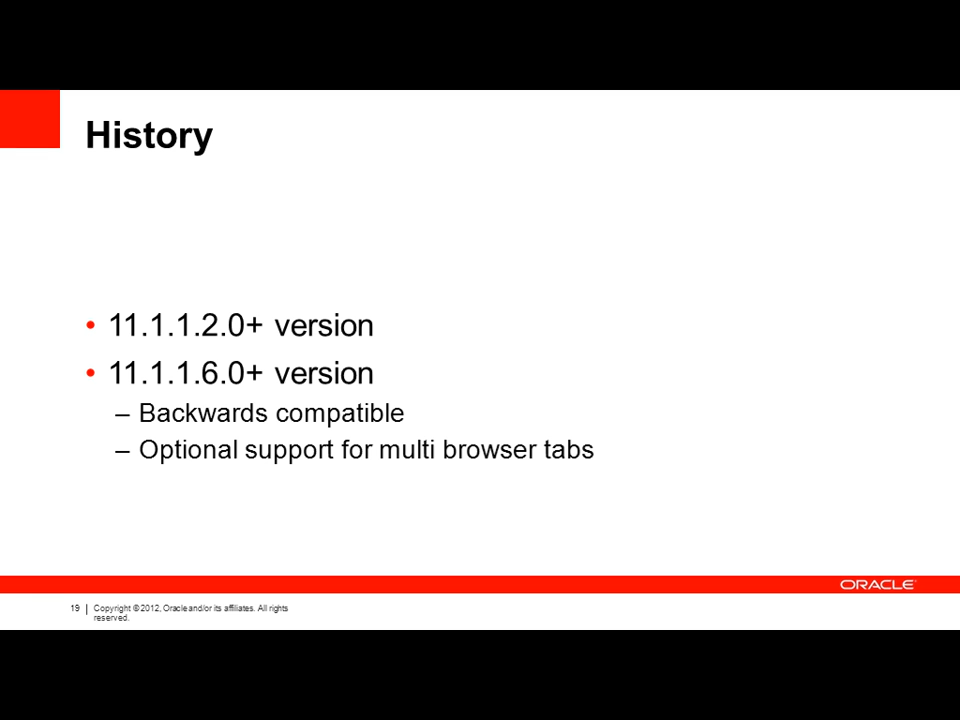 History
• 11.1.1.2.0+ version
• 11.1.1.6.0+ version
– Backwards compatible
– Optional support for multi browser tabs
ORACLE
19 | Copyright © 2012, Oracle and/or its affiliates. All rights
reserved.